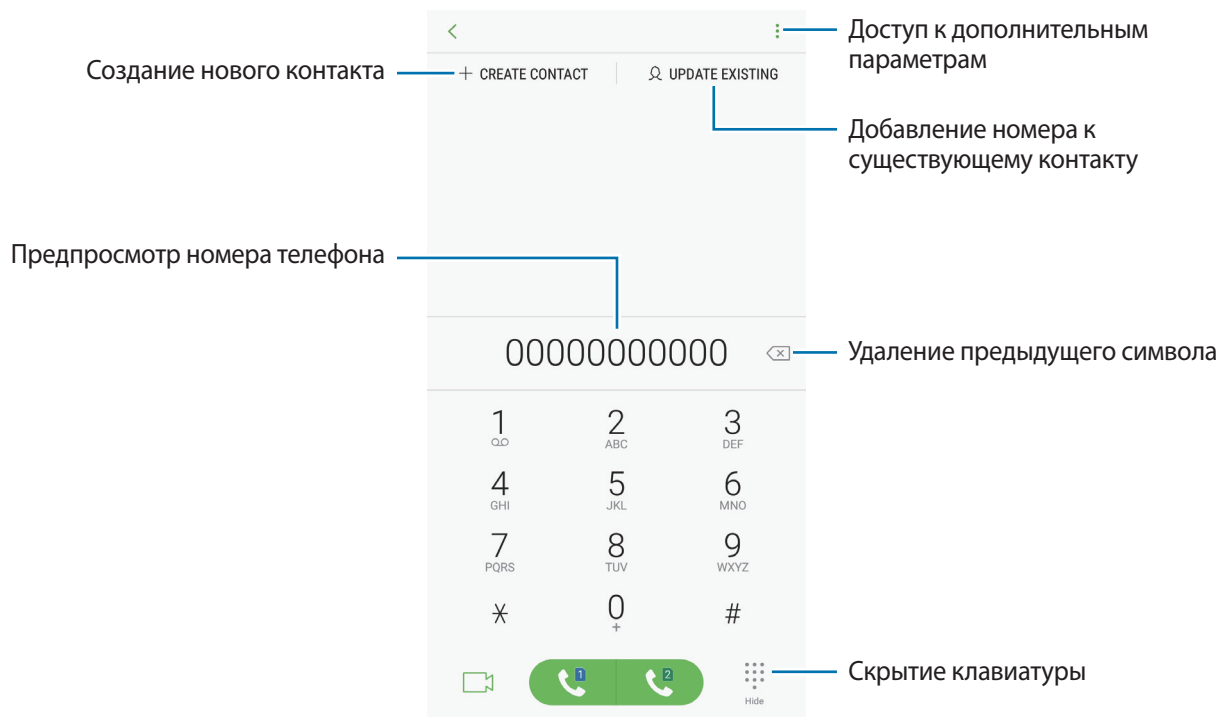 Доступ к дополнительным
параметрам
Создание нового контакта
CREATE CONTACT
UPDATE EXISTING
Добавление номера к
существующему контакту
Предпросмотр номера телефона
00000000000
Удаление предыдущего символа
1 2 3
ABC DEF
4 5 6
GHI JKL MNO
7 8 9
PQRS TUV WXYZ
* 0 #
+
1 2
Скрытие клавиатуры
Hide